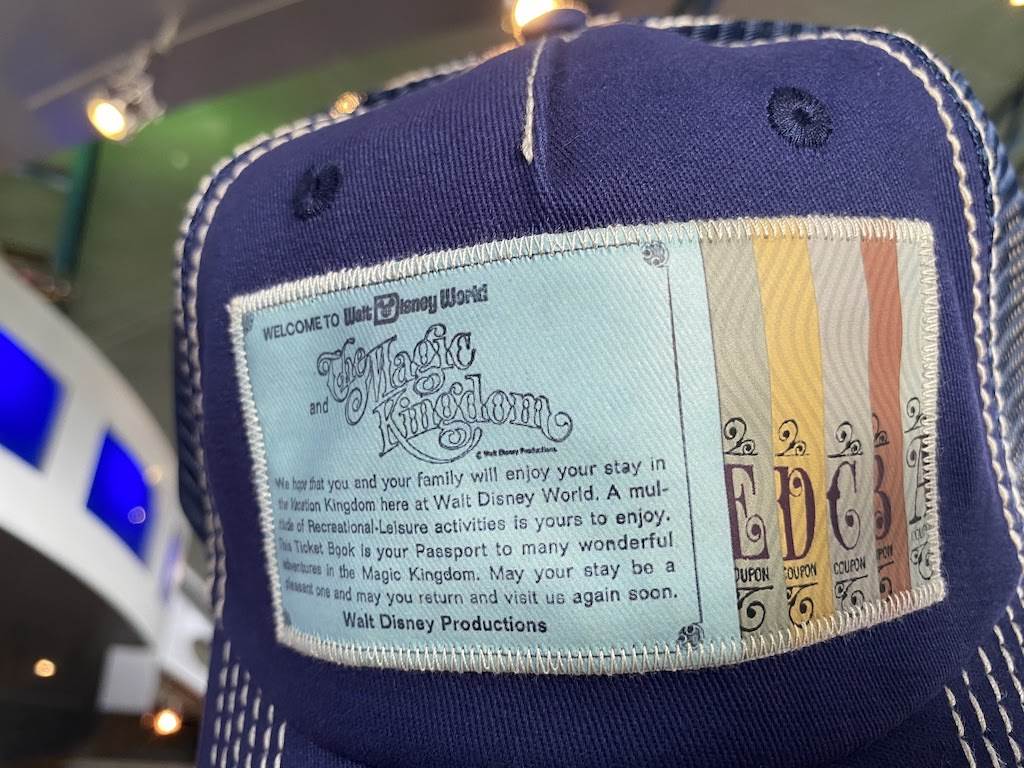 WELCOME TO Walt Disney World
and The Magic Kingdom
© Walt Disney Productions
We hope that you and your family will enjoy your stay in
the Vacation Kingdom here at Walt Disney World. A mul-
titude of Recreational-Leisure activities is yours to enjoy.
This Ticket Book is your Passport to many wonderful
adventures in the Magic Kingdom. May your stay be a
pleasant one and may you return and visit us again soon.
Walt Disney Productions
E D C B A
OUPON COUPON COUPON UPON